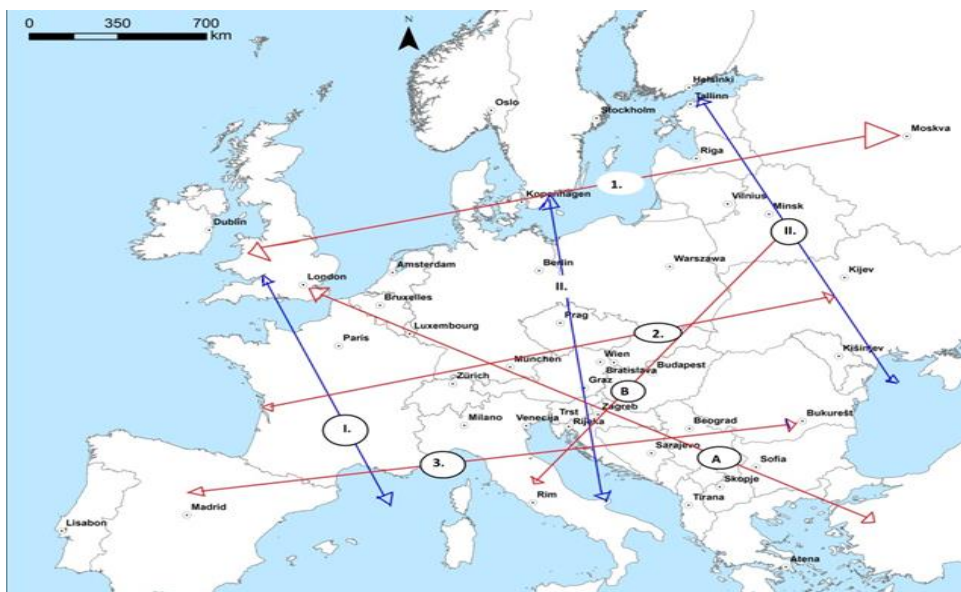 0 350 700
km
N
Helsinki
Tallinn
Oslo
Stockholm
Moskva
Riga
1.
Kopenhagen
Vilnius
Minsk
Dublin
II.
London
Amsterdam
Berlin
Warszawa
Kijev
Bruxelles
II.
Prag
Luxembourg
Paris
2.
Kišinjev
München
Wien
Bratislava
Budapest
Zürich
Graz
B
Zagreb
Milano
Venecija
Trst
Rijeka
Beograd
Bukurešt
I.
3.
Sarajevo
A
Sofia
Skopje
Rim
Tirana
Madrid
Lisabon
Atena